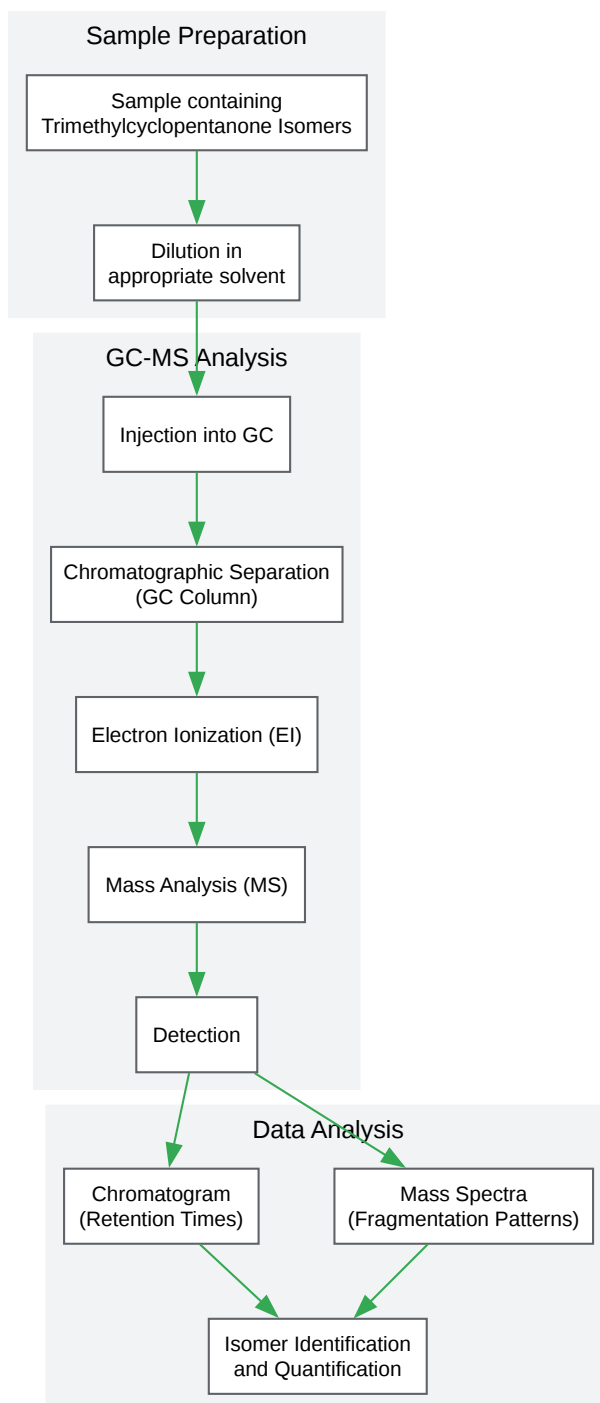 Sample Preparation
Sample containing
Trimethylcyclopentanone Isomers
Dilution in
appropriate solvent
GC-MS Analysis
Injection into GC
Chromatographic Separation
(GC Column)
Electron Ionization (EI)
Mass Analysis (MS)
Detection
Data Analysis
Chromatogram
(Retention Times)
Mass Spectra
(Fragmentation Patterns)
Isomer Identification
and Quantification